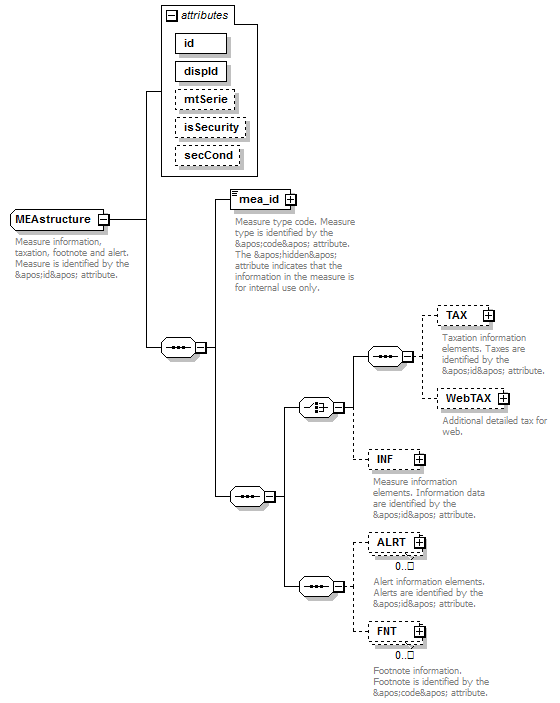 attributes
id
dispId
mtSerie
isSecurity
secCond
MEAstructure
Measure information,
taxation, footnote and alert.
Measure is identified by the
&apos;id&apos; attribute.
mea_id
Measure type code. Measure
type is identified by the
&apos;code&apos; attribute.
The &apos;hidden&apos;
attribute indicates that the
information in the measure is
for internal use only.
TAX
Taxation information
elements. Taxes are
identified by the
&apos;id&apos; attribute.
WebTAX
Additional detailed tax for
web.
INF
Measure information
elements. Information data
are identified by the
&apos;id&apos; attribute.
ALRT
0..□
Alert information elements.
Alerts are identified by the
&apos;id&apos; attribute.
FNT
0..□
Footnote information.
Footnote is identified by the
&apos;code&apos; attribute.